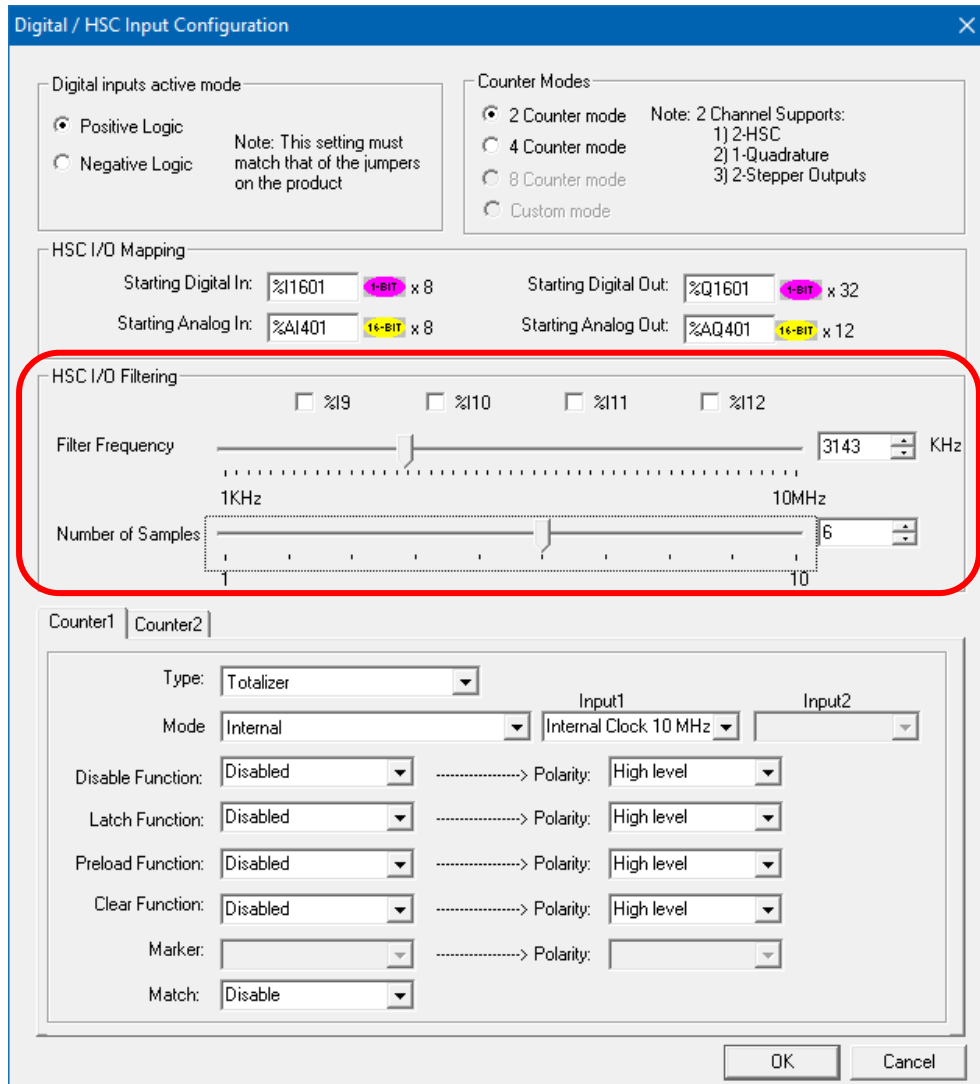 Digital / HSC Input Configuration
Digital inputs active mode
Positive Logic
Negative Logic
Note: This setting must
match that of the jumpers
on the product
Counter Modes
2 Counter mode
4 Counter mode
8 Counter mode
Custom mode
Note: 2 Channel Supports:
1) 2-HSC
2) 1-Quadrature
3) 2-Stepper Outputs
HSC I/O Mapping
Starting Digital In: %I1601 1-BIT x 8
Starting Digital Out: %Q1601 1-BIT x 32
Starting Analog In: %AI401 16-BIT x 8
Starting Analog Out: %AQ401 16-BIT x 12
HSC I/O Filtering
%I9 %I10 %I11 %I12
Filter Frequency 3143 KHz
1KHz 10MHz
Number of Samples 6
1 10
Counter1 Counter2
Type: Totalizer
Input1 Input2
Mode Internal Internal Clock 10 MHz
Disable Function: Disabled -----------------> Polarity: High level
Latch Function: Disabled -----------------> Polarity: High level
Preload Function: Disabled -----------------> Polarity: High level
Clear Function: Disabled -----------------> Polarity: High level
Marker: -----------------> Polarity:
Match: Disable
OK Cancel